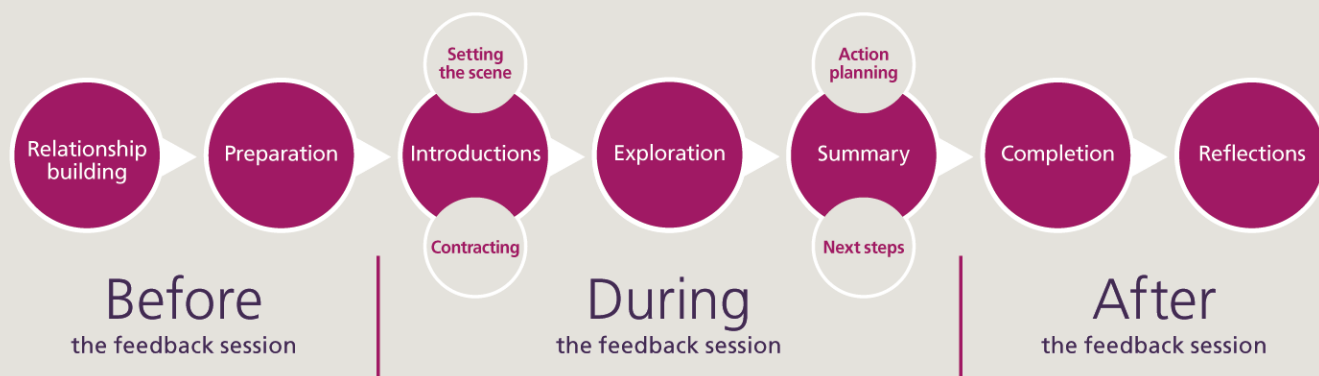 Setting
the scene
Action
planning
Relationship
building
Preparation
Introductions
Exploration
Summary
Completion
Reflections
Contracting
Next steps
Before
the feedback session
During
the feedback session
After
the feedback session